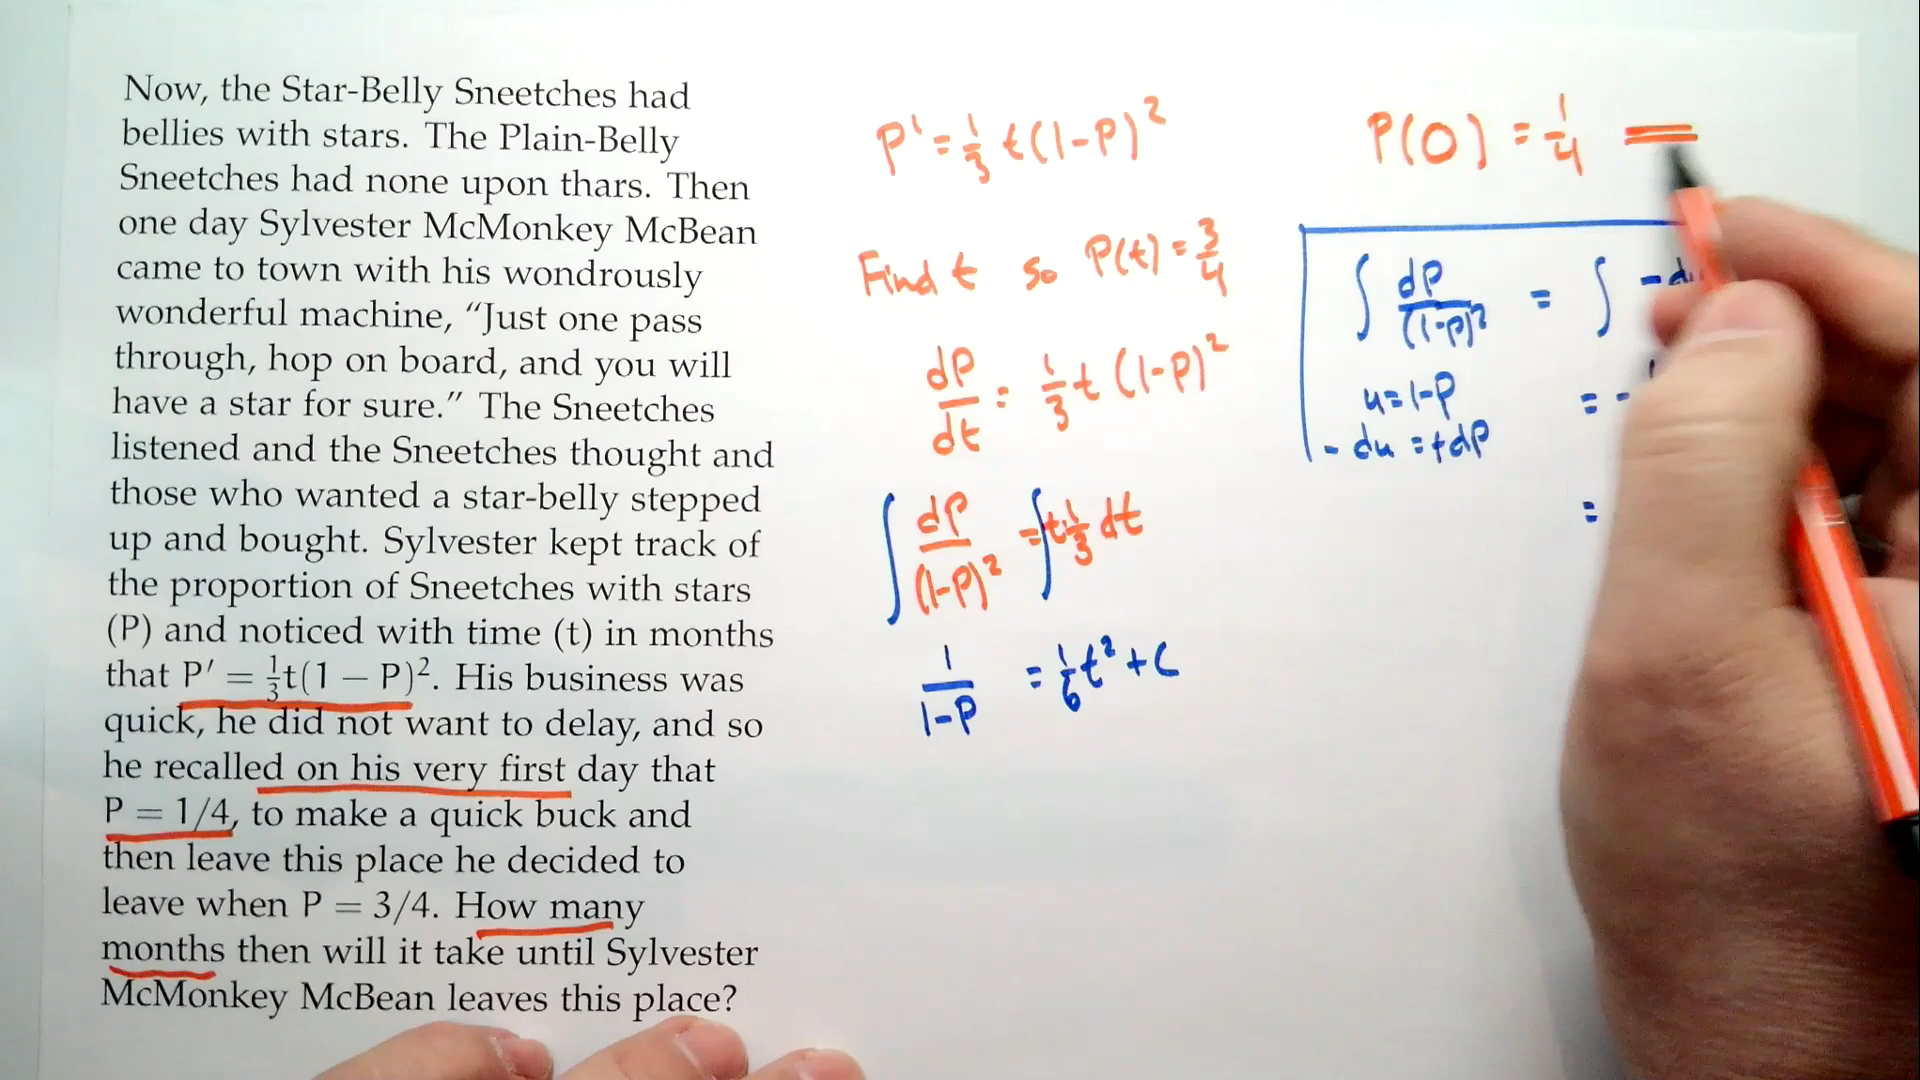 Now, the Star-Belly Sneetches had
bellies with stars. The Plain-Belly
Sneetches had none upon thars. Then
one day Sylvester McMonkey McBean
came to town with his wondrously
wonderful machine, “Just one pass
through, hop on board, and you will
have a star for sure.” The Sneetches
listened and the Sneetches thought and
those who wanted a star-belly stepped
up and bought. Sylvester kept track of
the proportion of Sneetches with stars
(P) and noticed with time (t) in months
that P′ = 1/3 t(1 − P)². His business was
quick, he did not want to delay, and so
he recalled on his very first day that
P = 1/4, to make a quick buck and
then leave this place he decided to
leave when P = 3/4. How many
months then will it take until Sylvester
McMonkey McBean leaves this place?
P' = 1/3 t(1-P)²
Find t so P(t) = 3/4
dP/dt = 1/3 t (1-P)²
∫ dP/(1-P)² = ∫ t 1/3 dt
1/(1-P) = 1/6 t² + C
P(0) = 1/4
∫ dP/(1-P)² = ∫ -du
u = 1-P
= -
- du = + dP
=